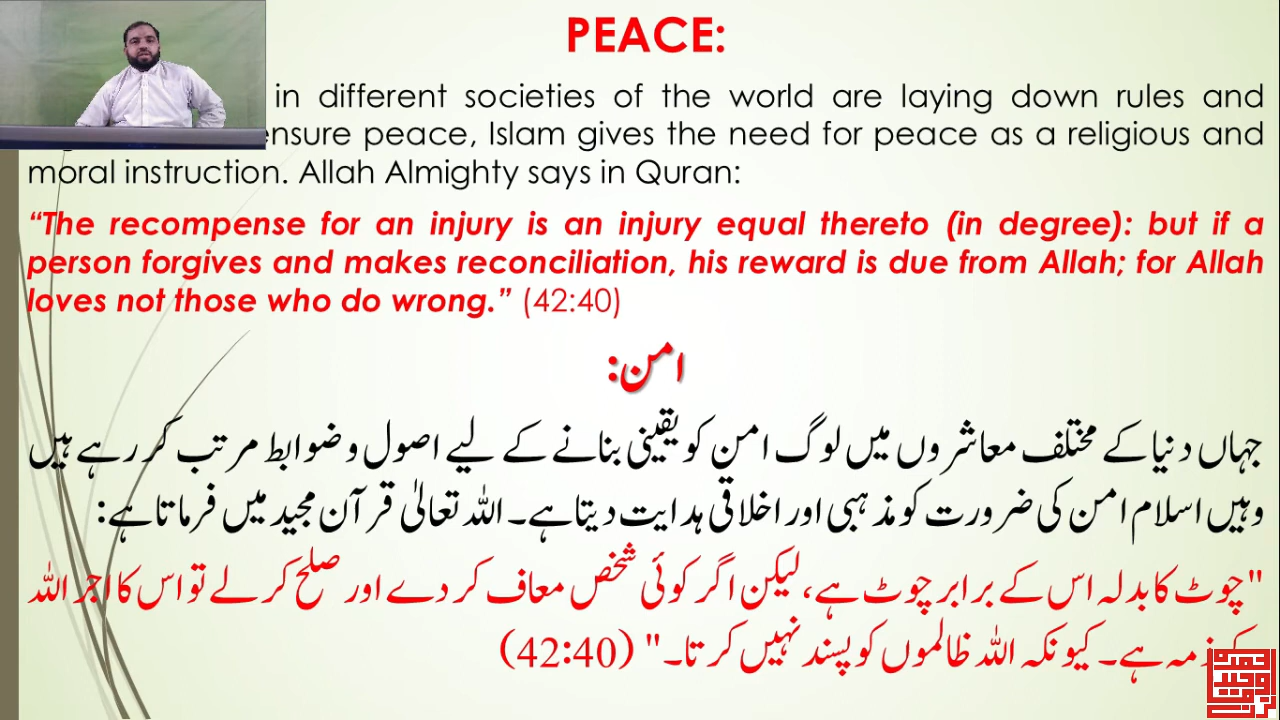 PEACE:
in different societies of the world are laying down rules and
ensure peace, Islam gives the need for peace as a religious and
moral instruction. Allah Almighty says in Quran:
“The recompense for an injury is an injury equal thereto (in degree): but if a
person forgives and makes reconciliation, his reward is due from Allah; for Allah
loves not those who do wrong.” (42:40)
امن:
جہاں دنیا کے مختلف معاشروں میں لوگ امن کو یقینی بنانے کے لیے اصول و ضوابط مرتب کر رہے ہیں
وہیں اسلام امن کی ضرورت کو مذہبی اور اخلاقی ہدایت دیتا ہے۔ اللہ تعالیٰ قرآن مجید میں فرماتا ہے:
"چوٹ کا بدلہ اس کے برابر چوٹ ہے، لیکن اگر کوئی شخص معاف کر دے اور صلح کر لے تو اس کا اجر اللہ
کے ذمہ ہے۔ کیونکہ اللہ ظالموں کو پسند نہیں کرتا۔" (42:40)